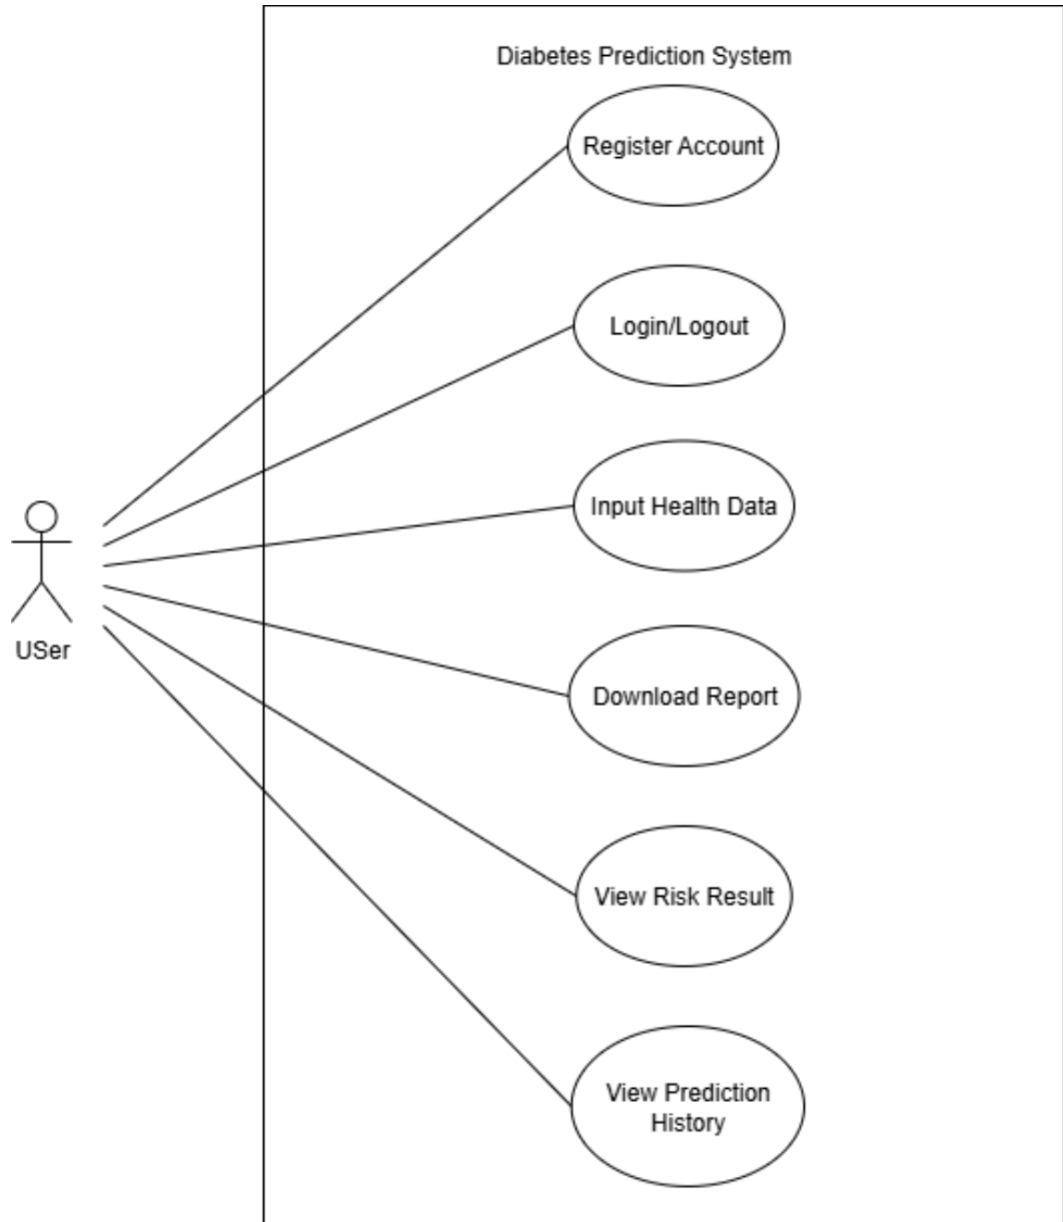 Diabetes Prediction System
Register Account
Login/Logout
Input Health Data
USer
Download Report
View Risk Result
View Prediction
History